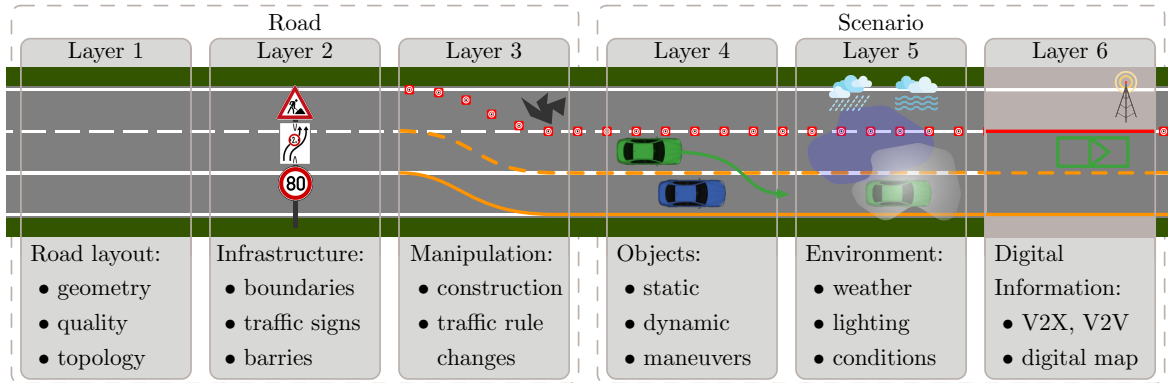 Road
Scenario
Layer 1
Layer 2
Layer 3
Layer 4
Layer 5
Layer 6
80
Road layout:
• geometry
• quality
• topology
Infrastructure:
• boundaries
• traffic signs
• barries
Manipulation:
• construction
• traffic rule
changes
Objects:
• static
• dynamic
• maneuvers
Environment:
• weather
• lighting
• conditions
Digital
Information:
• V2X, V2V
• digital map